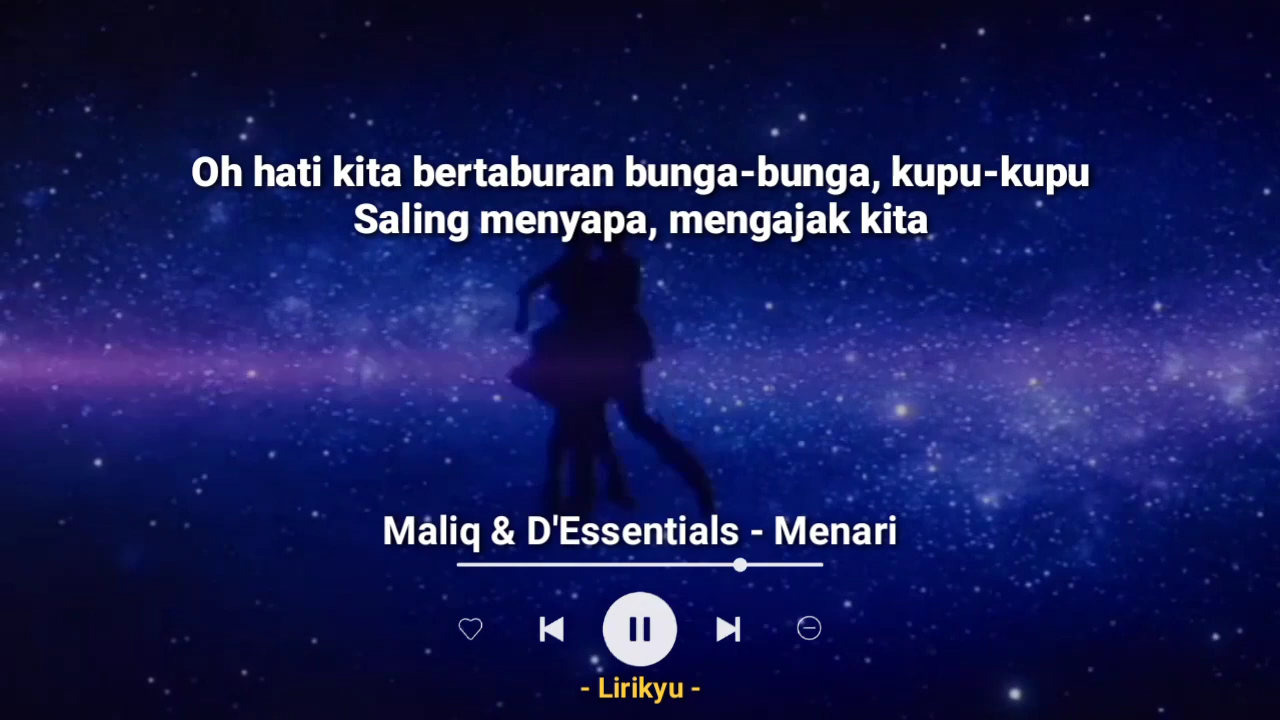 Oh hati kita bertaburan bunga-bunga, kupu-kupu
Saling menyapa, mengajak kita
Maliq & D'Essentials - Menari
- Lirikyu -